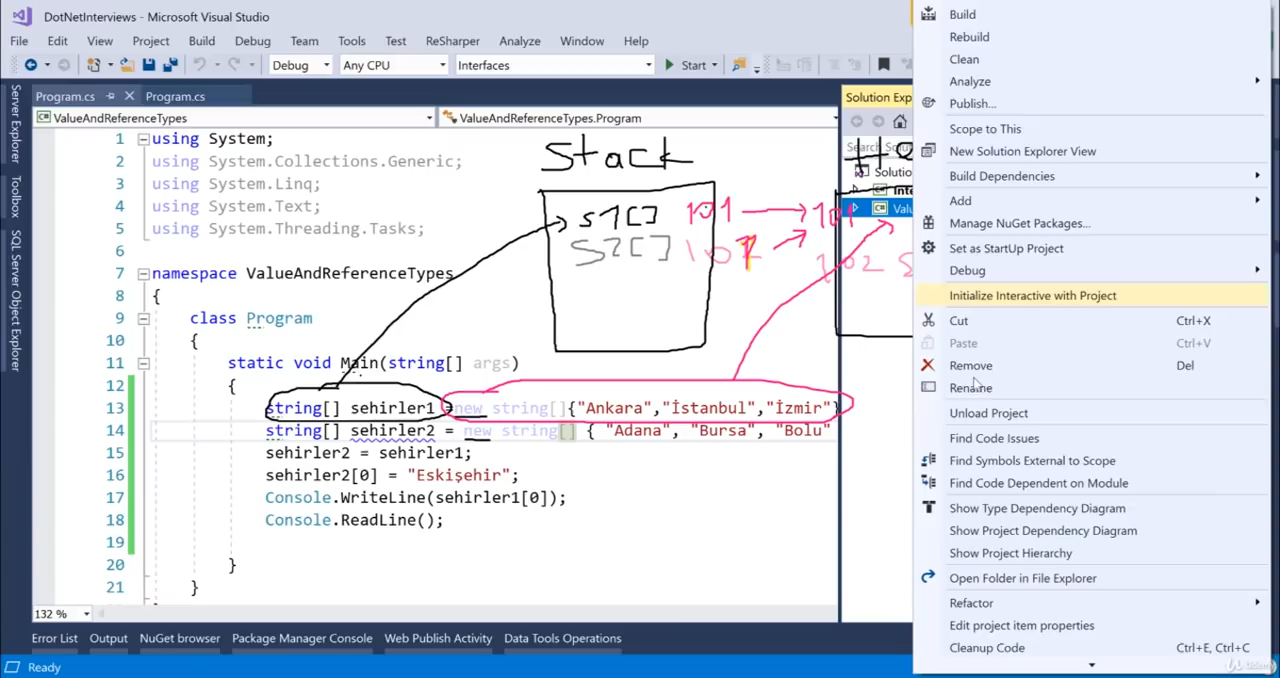 DotNetInterviews - Microsoft Visual Studio
File Edit View Project Build Debug Team Tools Test ReSharper Analyze Window Help
Debug Any CPU Interfaces Start
Program.cs Program.cs
ValueAndReferenceTypes ValueAndReferenceTypes.Program
Server Explorer
Toolbox
SQL Server Object Explorer
1 using System;
2 using System.Collections.Generic;
3 using System.Linq;
4 using System.Text;
5 using System.Threading.Tasks;
6
7 namespace ValueAndReferenceTypes
8 {
9 class Program
10 {
11 static void Main(string[] args)
12 {
13 string[] sehirler1 =new string[]{"Ankara","İstanbul","İzmir"}
14 string[] sehirler2 = new string[] { "Adana", "Bursa", "Bolu"
15 sehirler2 = sehirler1;
16 sehirler2[0] = "Eskişehir";
17 Console.WriteLine(sehirler1[0]);
18 Console.ReadLine();
19
20 }
21 }
Stack
s1[] 101 101
s2[] 102 S
132 %
Error List Output NuGet browser Package Manager Console Web Publish Activity Data Tools Operations
Ready
Solution Exp
Solutio
Inte
Valu
Build
Rebuild
Clean
Analyze
Publish...
Scope to This
New Solution Explorer View
Build Dependencies
Add
Manage NuGet Packages...
Set as StartUp Project
Debug
Initialize Interactive with Project
Cut Ctrl+X
Paste Ctrl+V
Remove Del
Rename
Unload Project
Find Code Issues
Find Symbols External to Scope
Find Code Dependent on Module
Show Type Dependency Diagram
Show Project Dependency Diagram
Show Project Hierarchy
Open Folder in File Explorer
Refactor
Edit project item properties
Cleanup Code Ctrl+E, Ctrl+C
Udemy